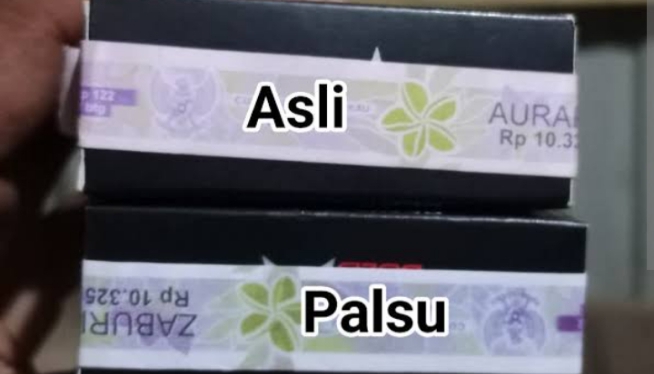 Asli
AURA
Rp 10.32
Palsu
Rp 10.325
ZABURI